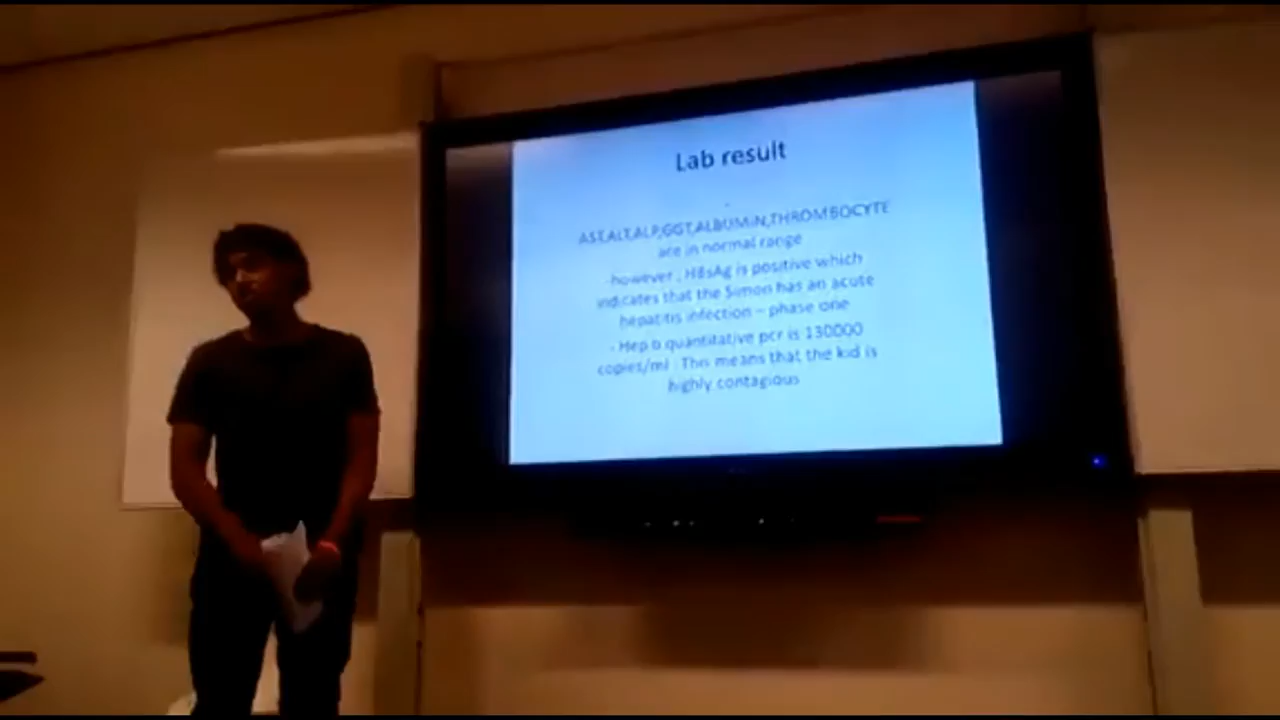 Lab result
AST,ALT,ALP,GGT,ALBUMIN,THROMBOCYTE
are in normal range
-however , HBsAg is positive which
indicates that the Simon has an acute
hepatitis infection – phase one
- Hep b quantitative pcr is 130000
copies/ml . This means that the kid is
highly contagious